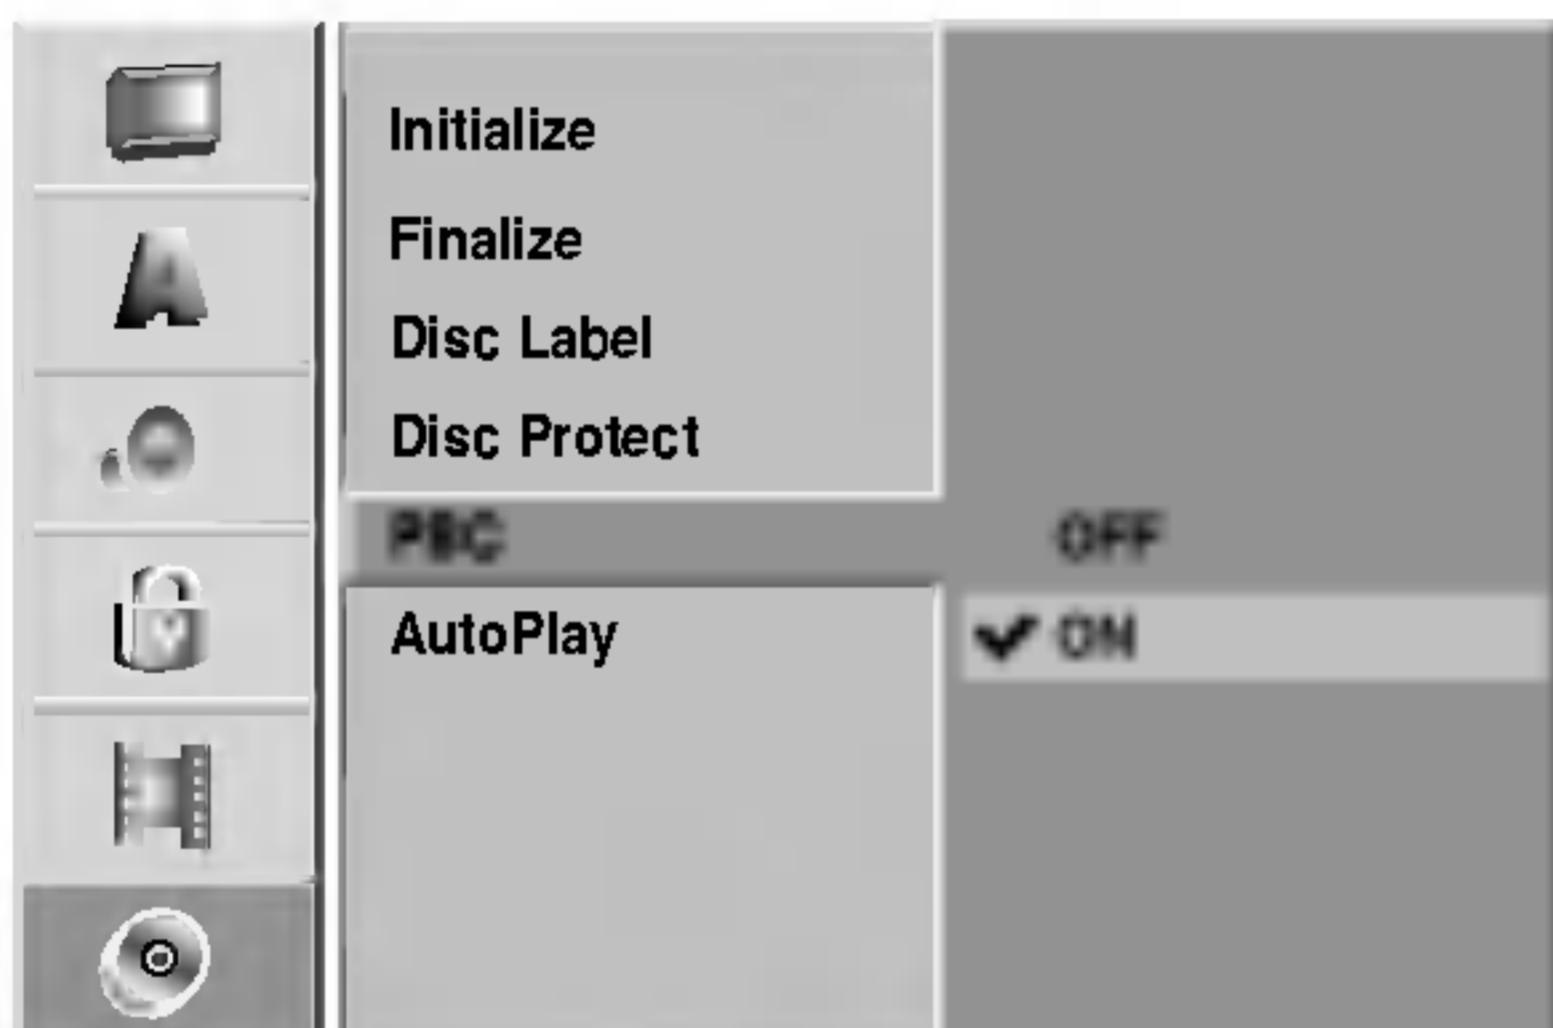 Initialize
Finalize
Disc Label
Disc Protect
PBC OFF
AutoPlay ON